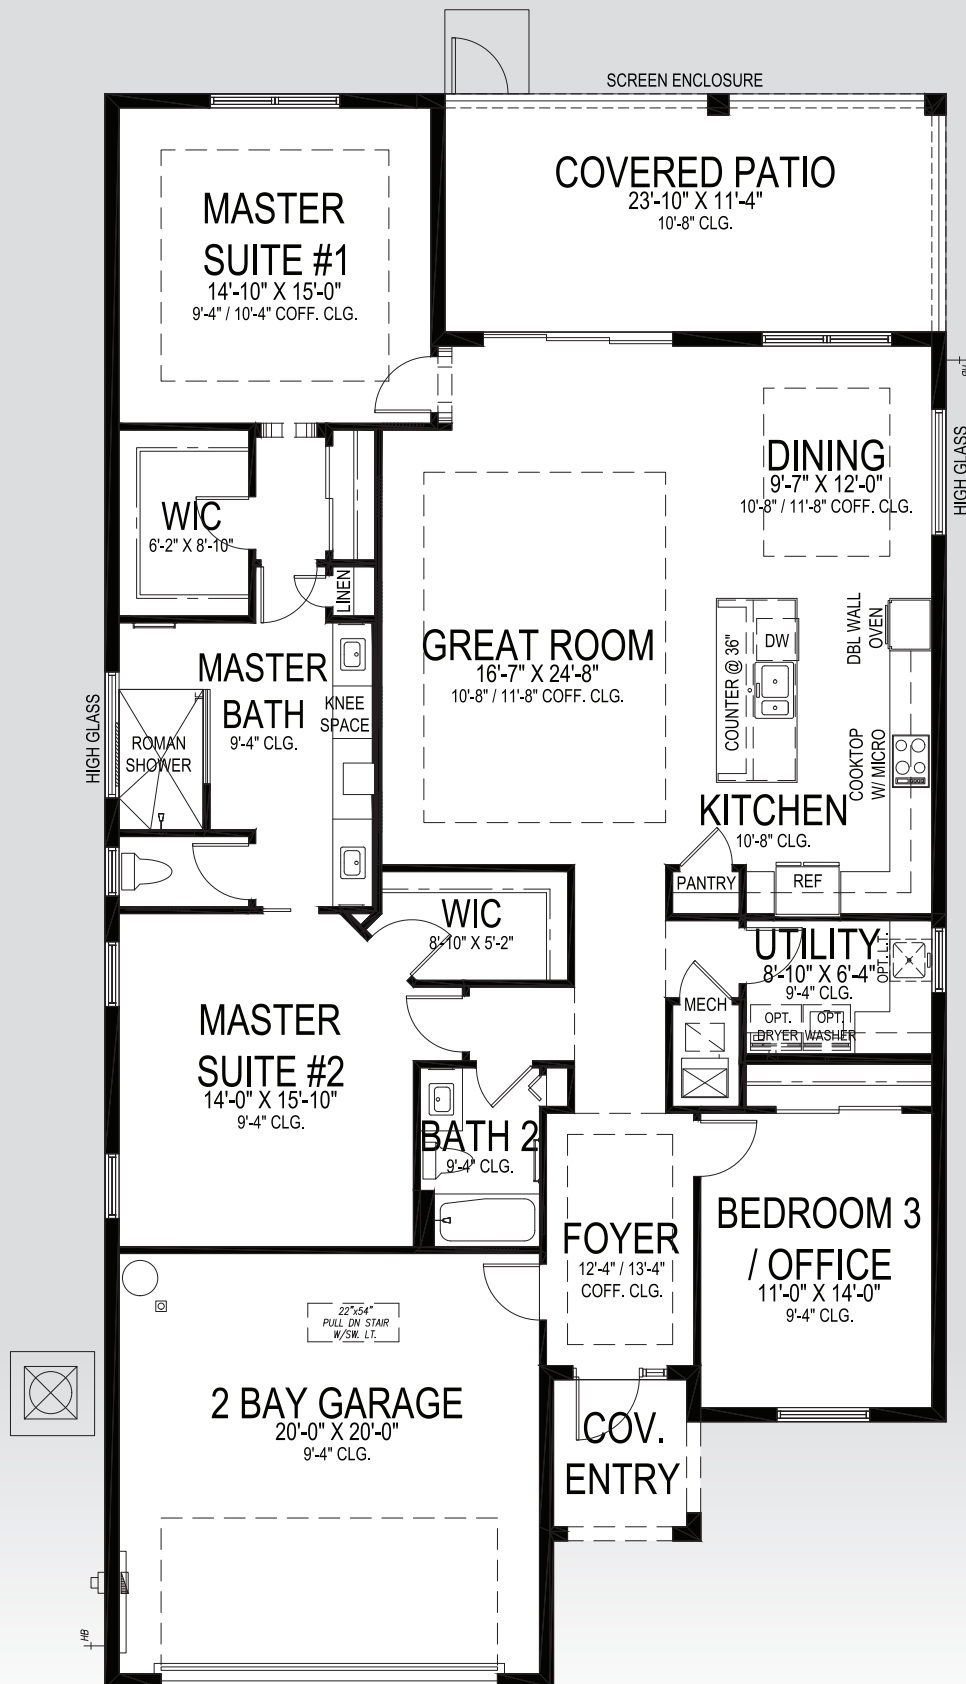 SCREEN ENCLOSURE
COVERED PATIO
23'-10" X 11'-4"
10'-8" CLG.
MASTER
SUITE #1
14'-10" X 15'-0"
9'-4" / 10'-4" COFF. CLG.
HIGH GLASS
DINING
9'-7" X 12'-0"
10'-8" / 11'-8" COFF. CLG.
WIC
6'-2" X 8'-10"
LINEN
GREAT ROOM
16'-7" X 24'-8"
10'-8" / 11'-8" COFF. CLG.
COUNTER @ 36"
DW
DBL WALL
OVEN
MASTER
BATH
9'-4" CLG.
KNEE
SPACE
HIGH GLASS
ROMAN
SHOWER
COOKTOP
W/ MICRO
KITCHEN
10'-8" CLG.
PANTRY
REF
WIC
8'-10" X 5'-2"
UTILITY
8'-10" X 6'-4"
9'-4" CLG.
OPT. L.T.
MECH
OPT.
DRYER
OPT.
WASHER
MASTER
SUITE #2
14'-0" X 15'-10"
9'-4" CLG.
BATH 2
9'-4" CLG.
FOYER
12'-4" / 13'-4"
COFF. CLG.
BEDROOM 3
/ OFFICE
11'-0" X 14'-0"
9'-4" CLG.
22"x54"
PULL DN STAIR
W/SW. LT.
2 BAY GARAGE
20'-0" X 20'-0"
9'-4" CLG.
COV.
ENTRY
HB